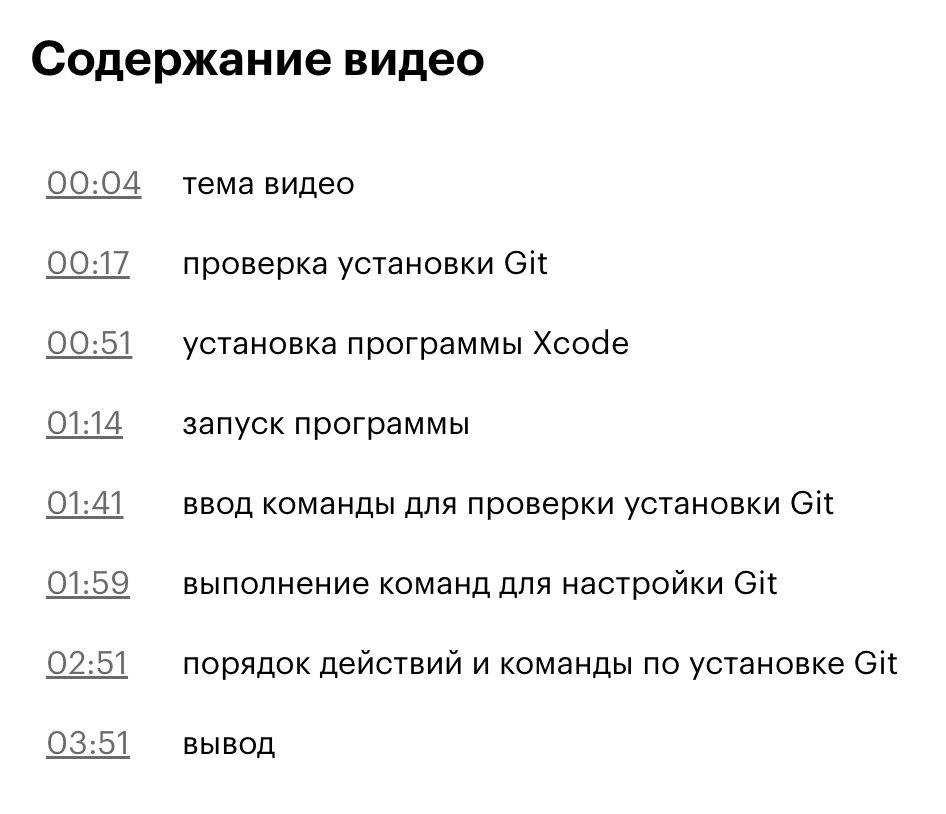 Содержание видео
00:04 тема видео
00:17 проверка установки Git
00:51 установка программы Xcode
01:14 запуск программы
01:41 ввод команды для проверки установки Git
01:59 выполнение команд для настройки Git
02:51 порядок действий и команды по установке Git
03:51 вывод